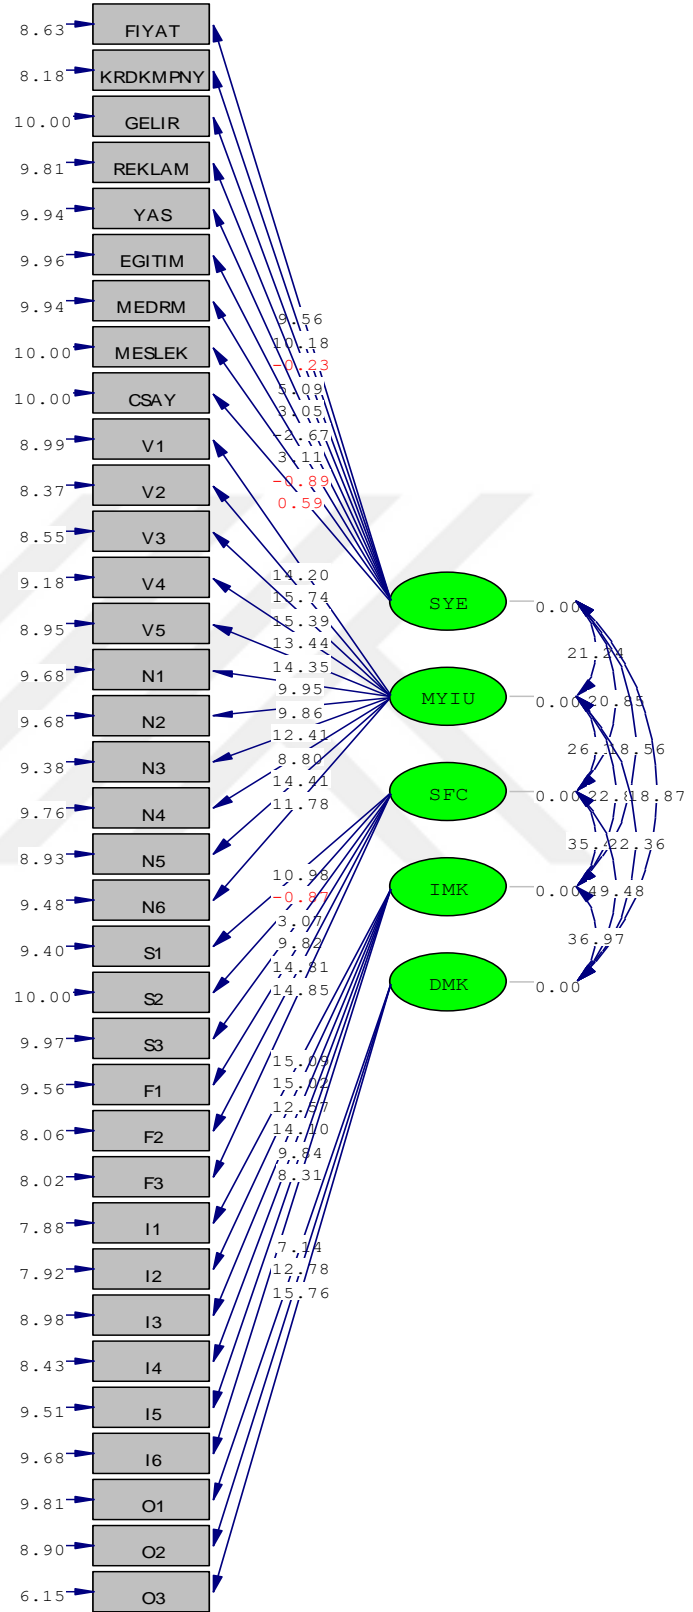 8.63 FIYAT
8.18 KRDKMPNY
10.00 GELIR
9.81 REKLAM
9.94 YAS
9.96 EGITIM
9.94 MEDRM
10.00 MESLEK
10.00 CSAY
8.99 V1
8.37 V2
8.55 V3
9.18 V4
8.95 V5
9.68 N1
9.68 N2
9.38 N3
9.76 N4
8.93 N5
9.48 N6
9.40 S1
10.00 S2
9.97 S3
9.56 F1
8.06 F2
8.02 F3
7.88 I1
7.92 I2
8.98 I3
8.43 I4
9.51 I5
9.68 I6
9.81 O1
8.90 O2
6.15 O3
9.56
10.18
-0.23
5.09
3.05
-2.67
3.11
-0.89
0.59
14.20
15.74
15.39
13.44
14.35
9.95
9.86
12.41
8.80
14.41
11.78
10.98
-0.87
3.07
9.82
14.81
14.85
15.09
15.02
12.57
14.10
9.84
8.31
7.14
12.78
15.76
SYE 0.00
MYIU 0.00
SFC 0.00
IMK 0.00
DMK 0.00
21.24
20.85
18.56
18.87
22.36
49.48
36.97